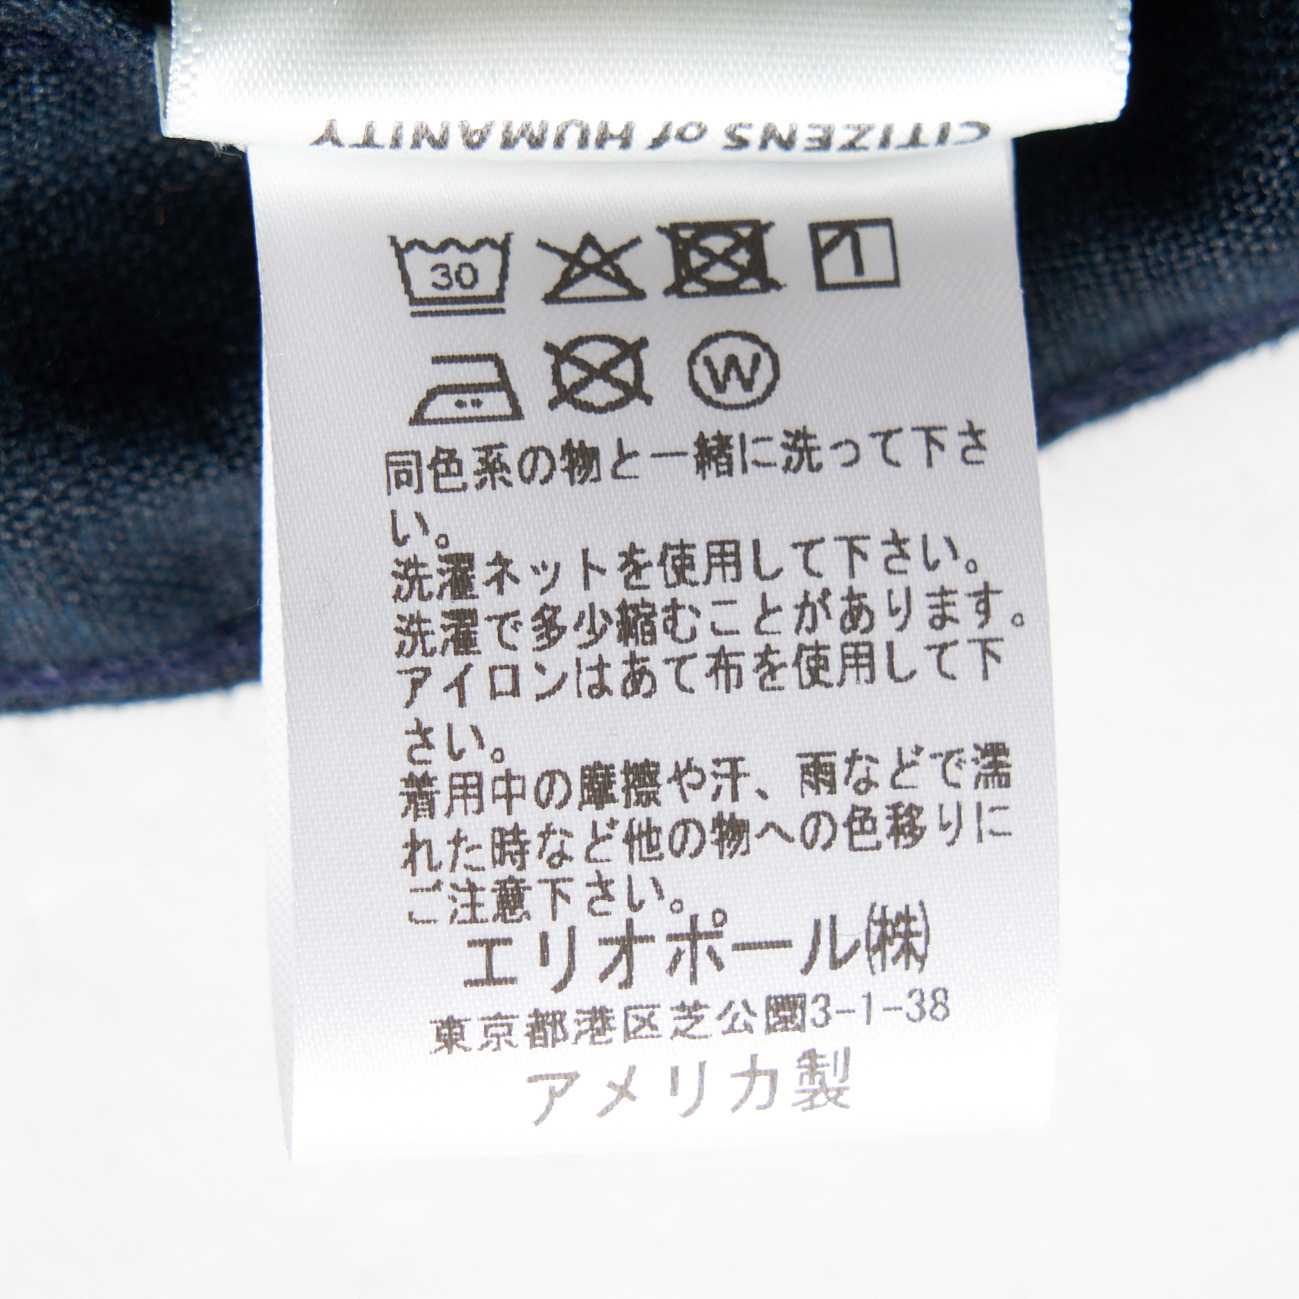 CITIZENS of HUMANITY
30
W
同色系の物と一緒に洗って下さ
い。
洗濯ネットを使用して下さい。
洗濯で多少縮むことがあります。
アイロンはあて布を使用して下
さい。
着用中の摩擦や汗、雨などで濡
れた時など他の物への色移りに
ご注意下さい。
エリオポール㈱
東京都港区芝公園3-1-38
アメリカ製